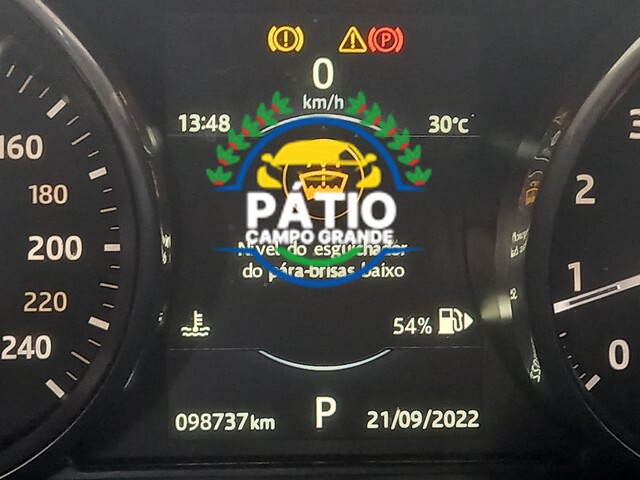 0
km/h
13:48
30°c
160
180
200
220
240
PÁTIO
CAMPO GRANDE
Nível do esguichador
do pára-brisas baixo
54%
098737km
P
21/09/2022
3
2
1
0